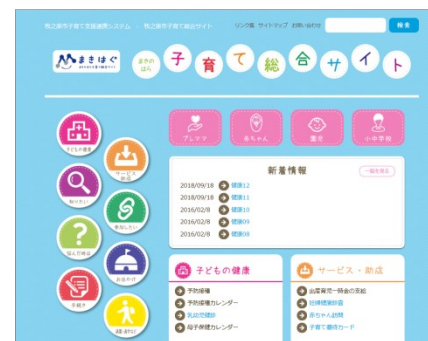 牧之原市子育て支援連携システム - 牧之原市子育て総合サイト
リンク集 サイトマップ お問い合わせ
検索
まきはぐ
まきのはら
子育て総合サイト
プレママ
赤ちゃん
園児
小中学校
子どもの健康
サービス・助成
知りたい
参加したい
悩んだ時は
おでかけ
手続き
新着情報
一覧を見る
2018/09/18 健康12
2018/09/18 健康11
2016/02/8 健康10
2016/02/8 健康09
2016/02/8 健康08
子どもの健康
予防接種
予防接種カレンダー
乳幼児健診
母子保健カレンダー
サービス・助成
出産育児一時金の支給
妊婦健康診査
赤ちゃん訪問
子育て優待カード